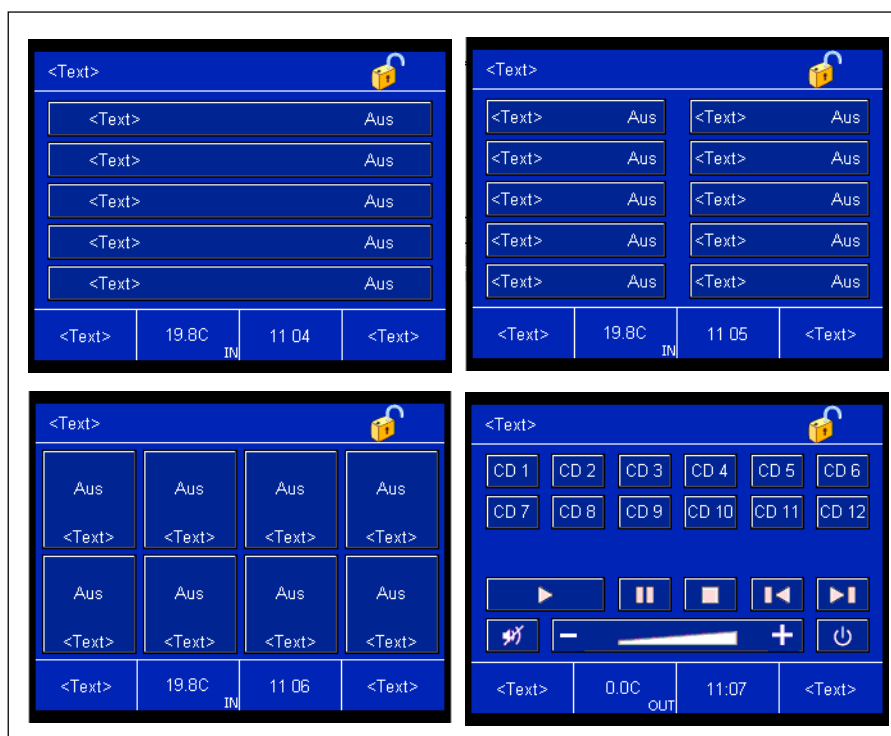 <Text>
<Text> Aus
<Text> Aus
<Text> Aus
<Text> Aus
<Text> Aus
<Text> 19.8C IN 11 04 <Text>
<Text>
<Text> Aus <Text> Aus
<Text> Aus <Text> Aus
<Text> Aus <Text> Aus
<Text> Aus <Text> Aus
<Text> Aus <Text> Aus
<Text> 19.8C IN 11 05 <Text>
<Text>
Aus Aus Aus Aus
<Text> <Text> <Text> <Text>
Aus Aus Aus Aus
<Text> <Text> <Text> <Text>
<Text> 19.8C IN 11 06 <Text>
<Text>
CD 1 CD 2 CD 3 CD 4 CD 5 CD 6
CD 7 CD 8 CD 9 CD 10 CD 11 CD 12
<Text> 0.0C OUT 11:07 <Text>